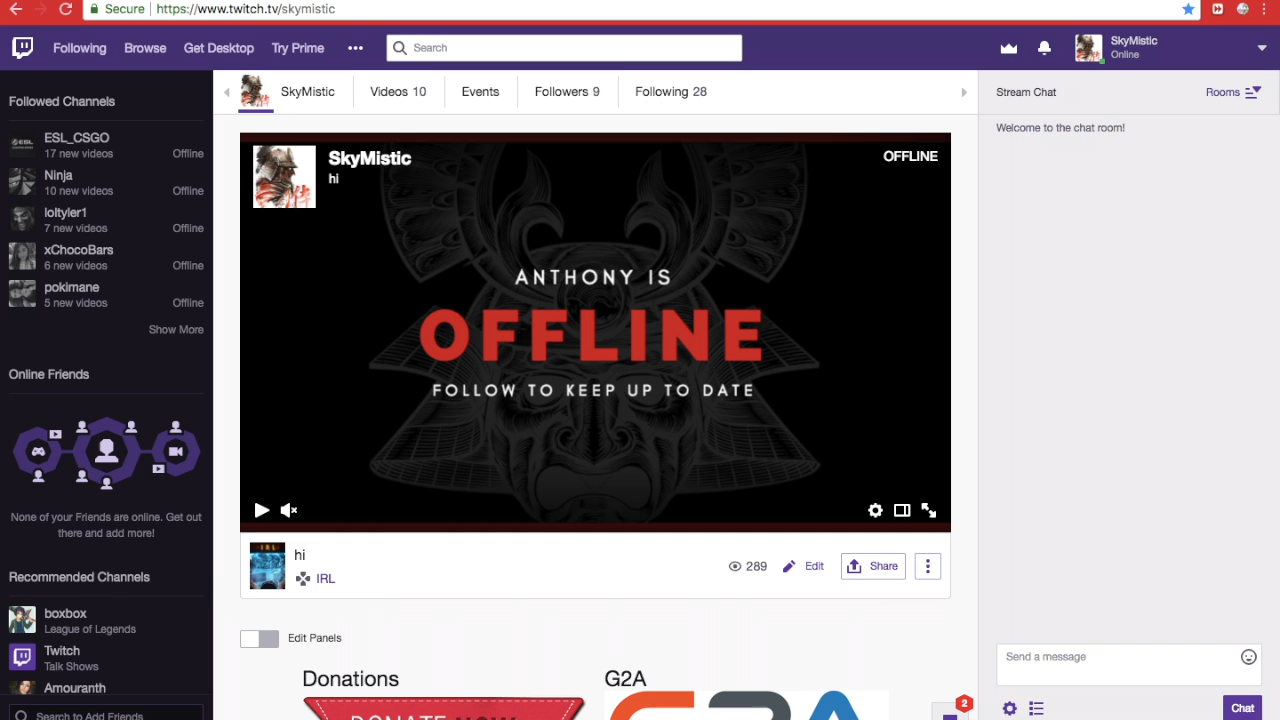 Secure https://www.twitch.tv/skymistic
Following Browse Get Desktop Try Prime ••• Search SkyMistic
Online
Followed Channels
ESL_CSGO
17 new videos Offline
Ninja
10 new videos Offline
loltyler1
7 new videos Offline
xChocoBars
6 new videos Offline
pokimane
5 new videos Offline
Show More
Online Friends
None of your Friends are online. Get out
there and add more!
Recommended Channels
boxbox
League of Legends
Twitch
Talk Shows
Amouranth
Search to Add Friends
SkyMistic Videos 10 Events Followers 9 Following 28
SkyMistic OFFLINE
hi
ANTHONY IS
OFFLINE
FOLLOW TO KEEP UP TO DATE
IRL
hi
IRL
289 Edit Share
Edit Panels
Donations G2A
DONATE NOW G2A
Stream Chat Rooms
Welcome to the chat room!
Send a message
2
Chat